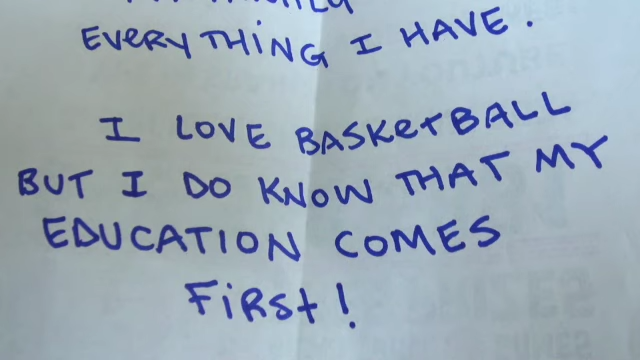 EVERYTHING I HAVE.
I LOVE BASKETBALL
BUT I DO KNOW THAT MY
EDUCATION COMES
FIRST!